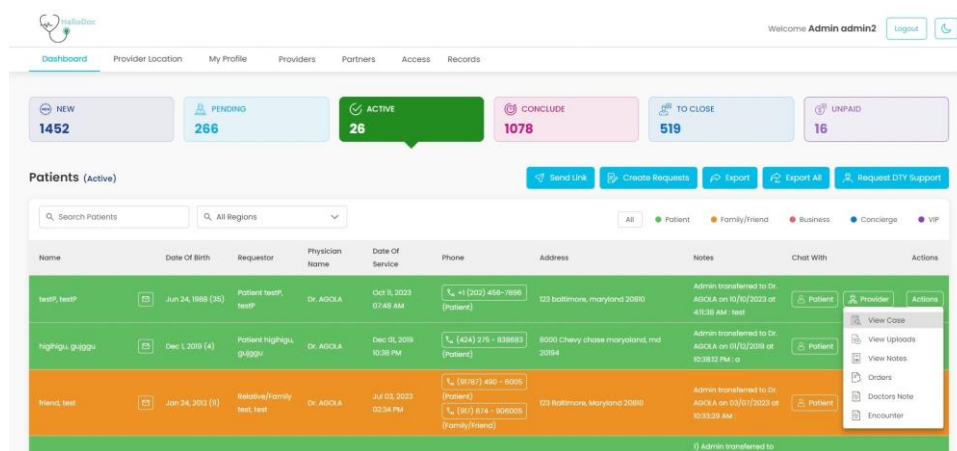 HalloDoc
Welcome Admin admin2
Logout
Dashboard Provider Location My Profile Providers Partners Access Records
NEW
1452
PENDING
266
ACTIVE
26
CONCLUDE
1078
TO CLOSE
519
UNPAID
16
Patients (Active)
Send Link Create Requests Export Export All Request DTY Support
Search Patients All Regions All Patient Family/Friend Business Concierge VIP
Name Date Of Birth Requestor Physician Name Date Of Service Phone Address Notes Chat With Actions
testP, testP
Jun 24, 1988 (35)
Patient testP,
testP
Dr. AGOLA
Oct 11, 2023
07:48 AM
+1 (202) 456-7896
(Patient)
123 baltimore, maryland 20810
Admin transferred to Dr.
AGOLA on 10/10/2023 at
4:11:38 AM : test
Patient Provider Actions
higihigu, gujggu
Dec 1, 2019 (4)
Patient higihigu,
gujggu
Dr. AGOLA
Dec 01, 2019
10:38 PM
(424) 275 - 838683
(Patient)
8000 Chevy chase maryoland, md
20194
Admin transferred to Dr.
AGOLA on 01/12/2019 at
10:38:12 PM : a
Patient
friend, test
Jan 24, 2012 (11)
Relative/Family
test, test
Dr. AGOLA
Jul 03, 2023
02:34 PM
(91787) 490 - 6005
(Patient)
(917) 874 - 906005
(Family/Friend)
123 Baltimore, Maryland 20810
Admin transferred to Dr.
AGOLA on 03/07/2023 at
10:33:29 AM :
Patient
View Case
View Uploads
View Notes
Orders
Doctors Note
Encounter
1) Admin transferred to